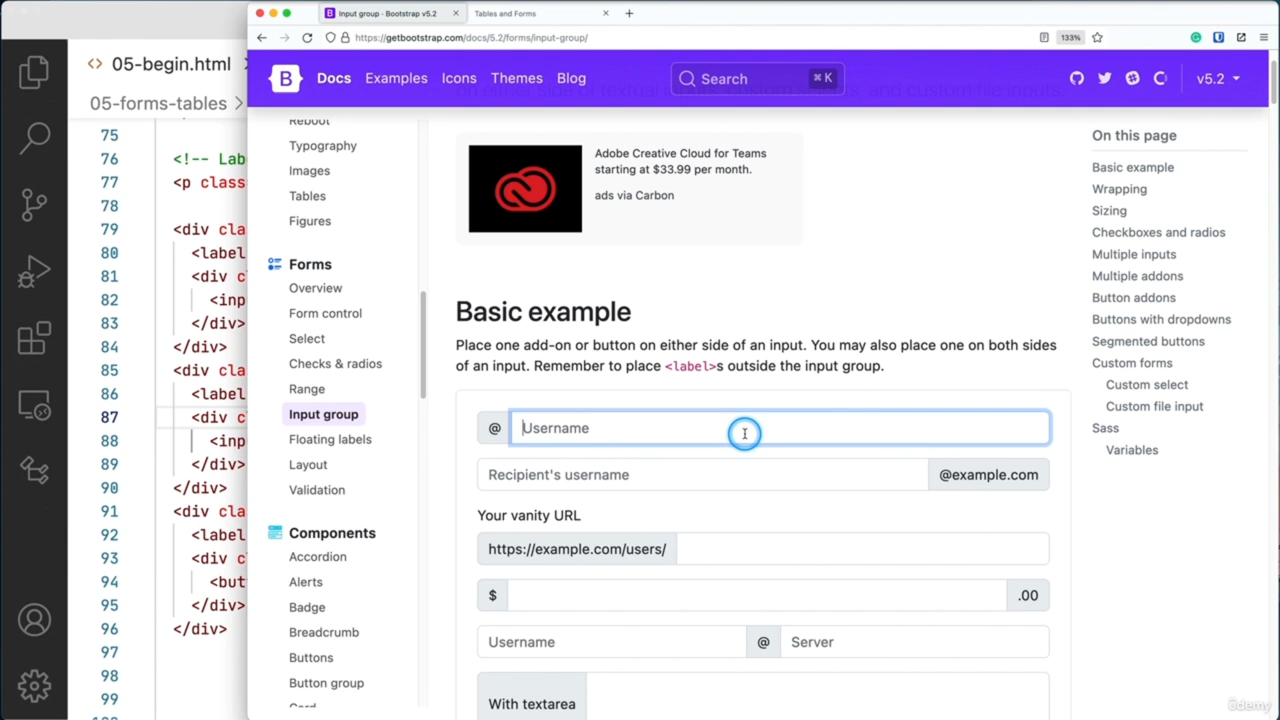 Input group · Bootstrap v5.2
Tables and Forms
https://getbootstrap.com/docs/5.2/forms/input-group/
133%
05-begin.html
05-forms-tables >
75
76 <!-- Lab
77 <p class
78
79 <div cla
80 <label
81 <div c
82 <inp
83 </div>
84 </div>
85 <div cla
86 <label
87 <div c
88 <inp
89 </div>
90 </div>
91 <div cla
92 <label
93 <div c
94 <but
95 </div>
96 </div>
97
98
99
B Docs Examples Icons Themes Blog
Search ⌘ K
v5.2
Reboot
Typography
Images
Tables
Figures
Forms
Overview
Form control
Select
Checks & radios
Range
Input group
Floating labels
Layout
Validation
Components
Accordion
Alerts
Badge
Breadcrumb
Buttons
Button group
Adobe Creative Cloud for Teams
starting at $33.99 per month.
ads via Carbon
Basic example
Place one add-on or button on either side of an input. You may also place one on both sides
of an input. Remember to place <label>s outside the input group.
@ Username
Recipient's username @example.com
Your vanity URL
https://example.com/users/
$ .00
Username @ Server
With textarea
On this page
Basic example
Wrapping
Sizing
Checkboxes and radios
Multiple inputs
Multiple addons
Button addons
Buttons with dropdowns
Segmented buttons
Custom forms
Custom select
Custom file input
Sass
Variables
ûdemy